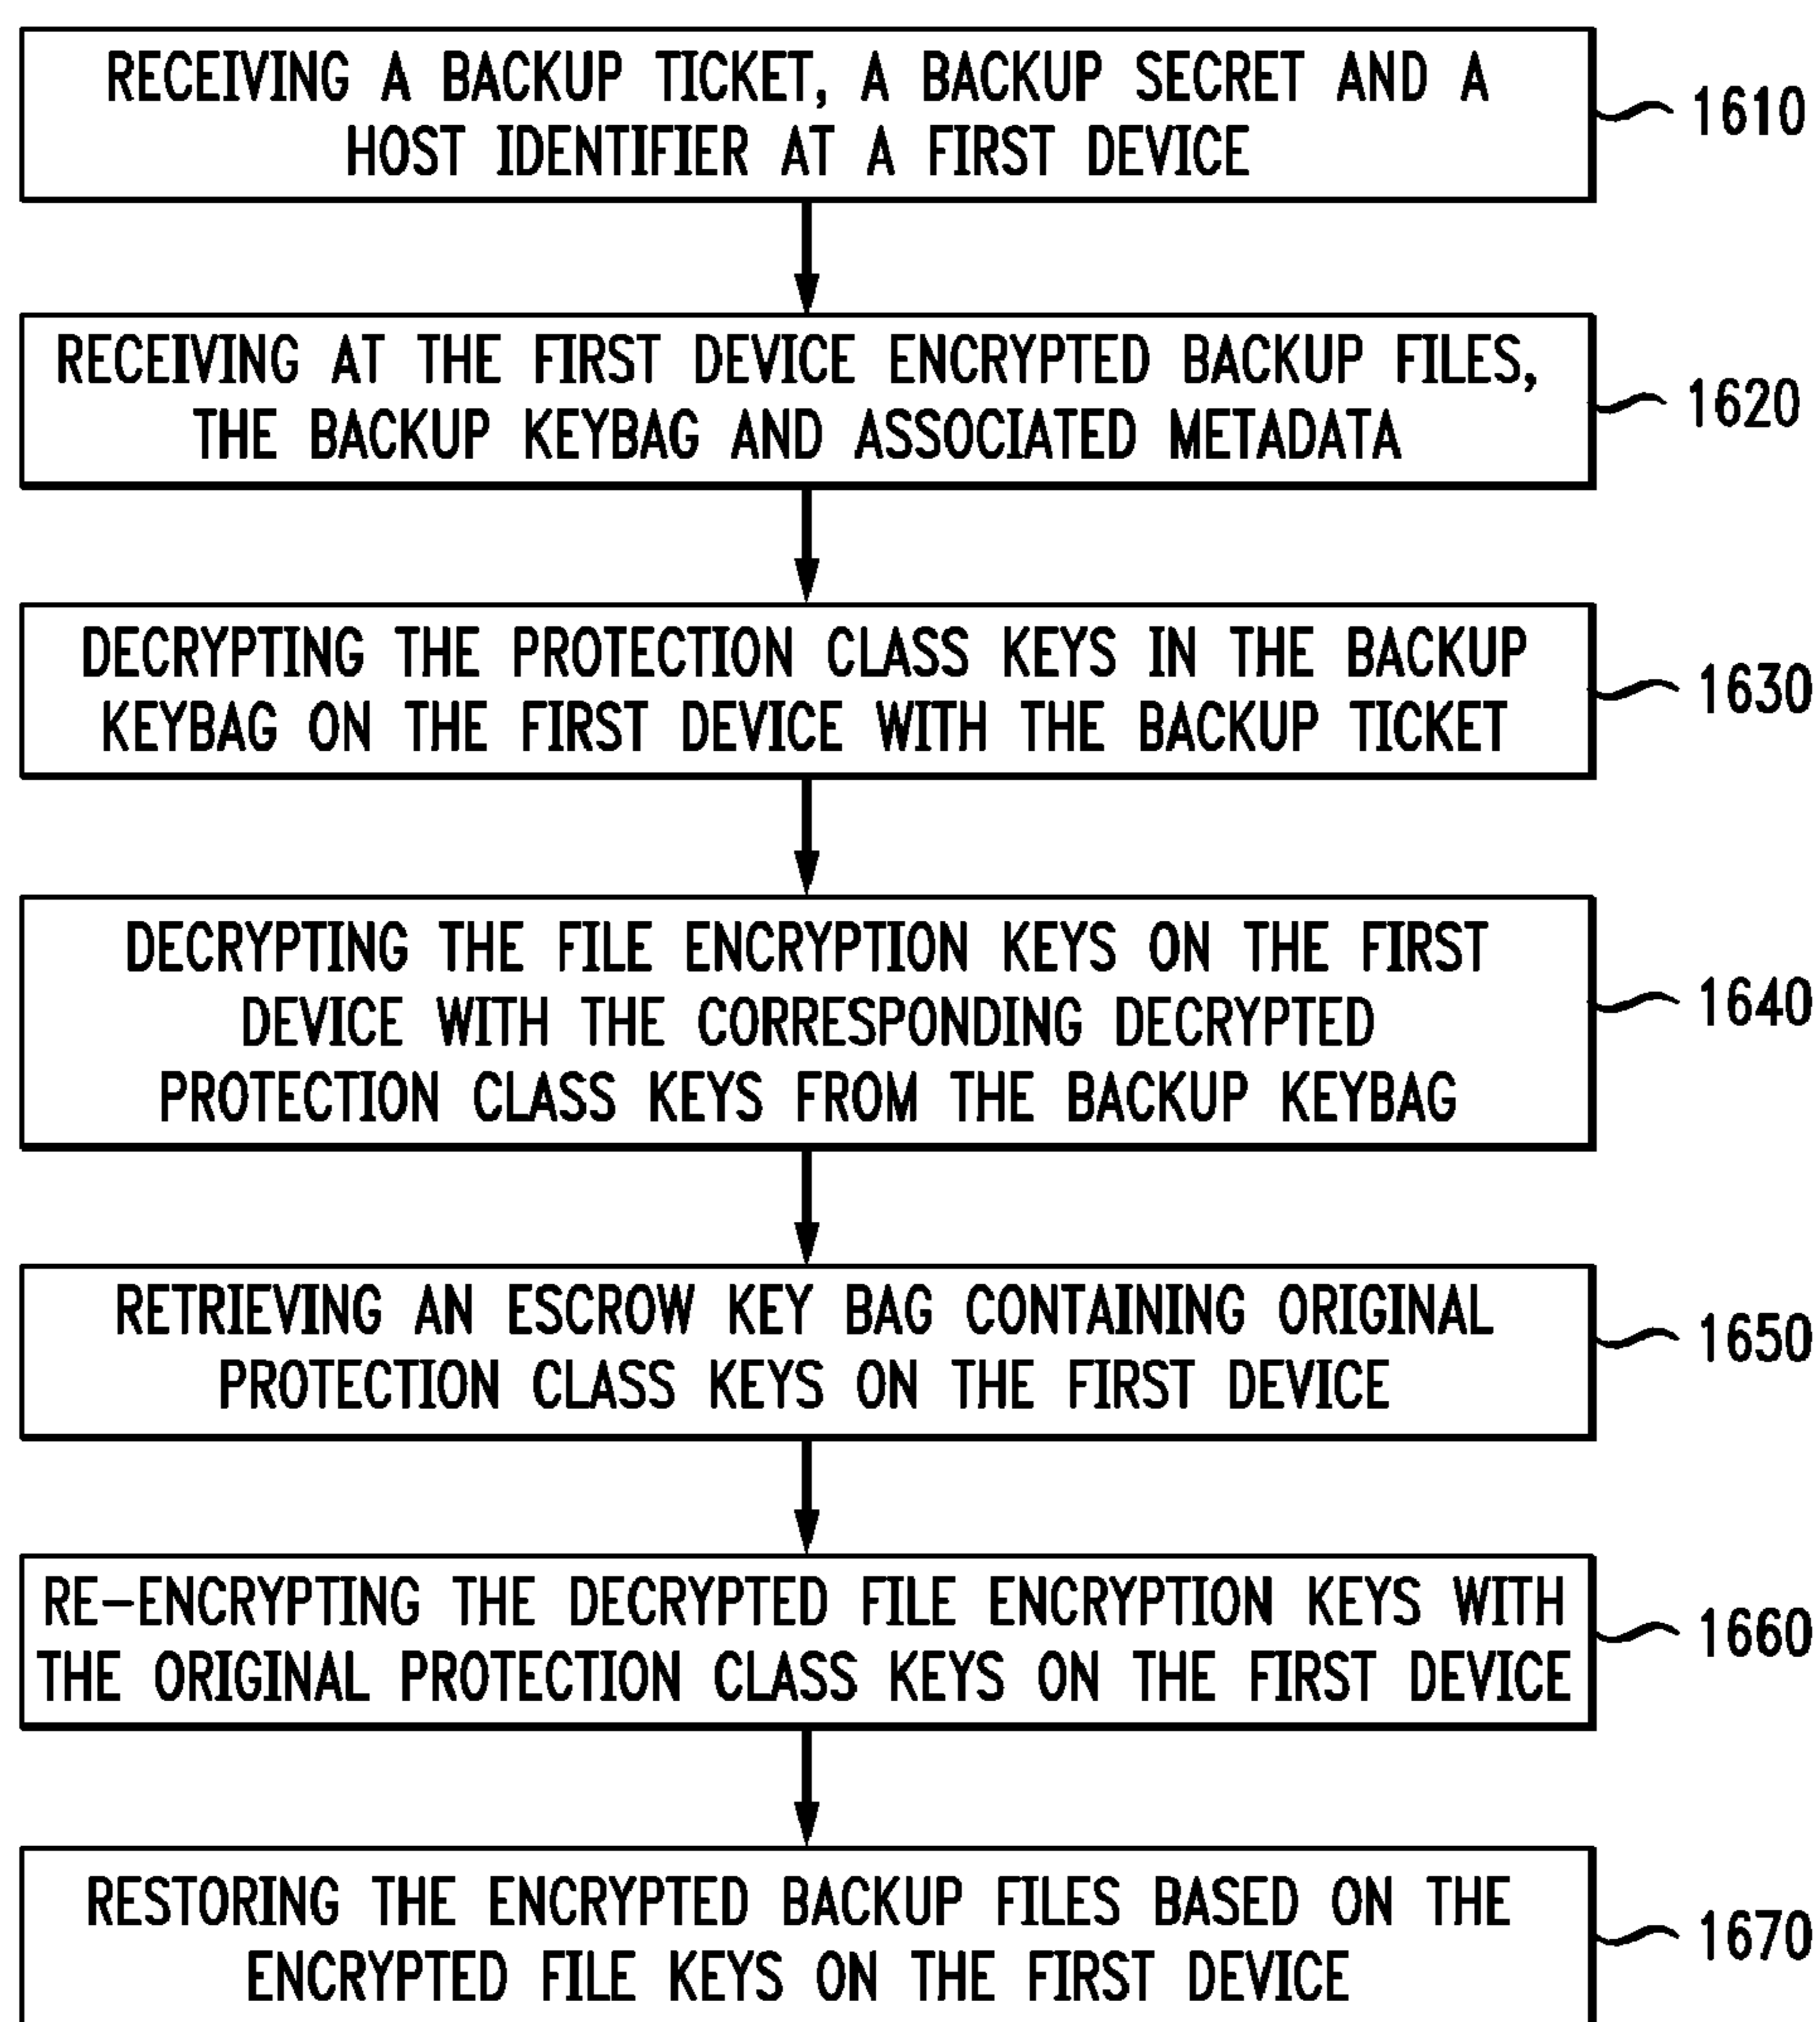 RECEIVING A BACKUP TICKET, A BACKUP SECRET AND A
HOST IDENTIFIER AT A FIRST DEVICE
1610
RECEIVING AT THE FIRST DEVICE ENCRYPTED BACKUP FILES,
THE BACKUP KEYBAG AND ASSOCIATED METADATA
1620
DECRYPTING THE PROTECTION CLASS KEYS IN THE BACKUP
KEYBAG ON THE FIRST DEVICE WITH THE BACKUP TICKET
1630
DECRYPTING THE FILE ENCRYPTION KEYS ON THE FIRST
DEVICE WITH THE CORRESPONDING DECRYPTED
PROTECTION CLASS KEYS FROM THE BACKUP KEYBAG
1640
RETRIEVING AN ESCROW KEY BAG CONTAINING ORIGINAL
PROTECTION CLASS KEYS ON THE FIRST DEVICE
1650
RE-ENCRYPTING THE DECRYPTED FILE ENCRYPTION KEYS WITH
THE ORIGINAL PROTECTION CLASS KEYS ON THE FIRST DEVICE
1660
RESTORING THE ENCRYPTED BACKUP FILES BASED ON THE
ENCRYPTED FILE KEYS ON THE FIRST DEVICE
1670